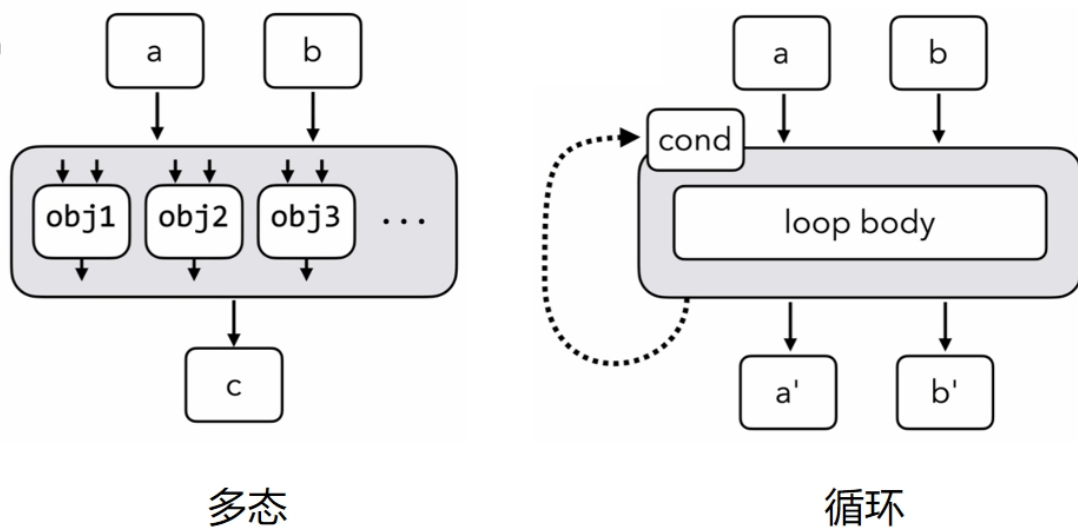 a
b
obj1
obj2
obj3
...
c
多态
a
b
cond
loop body
a'
b'
循环